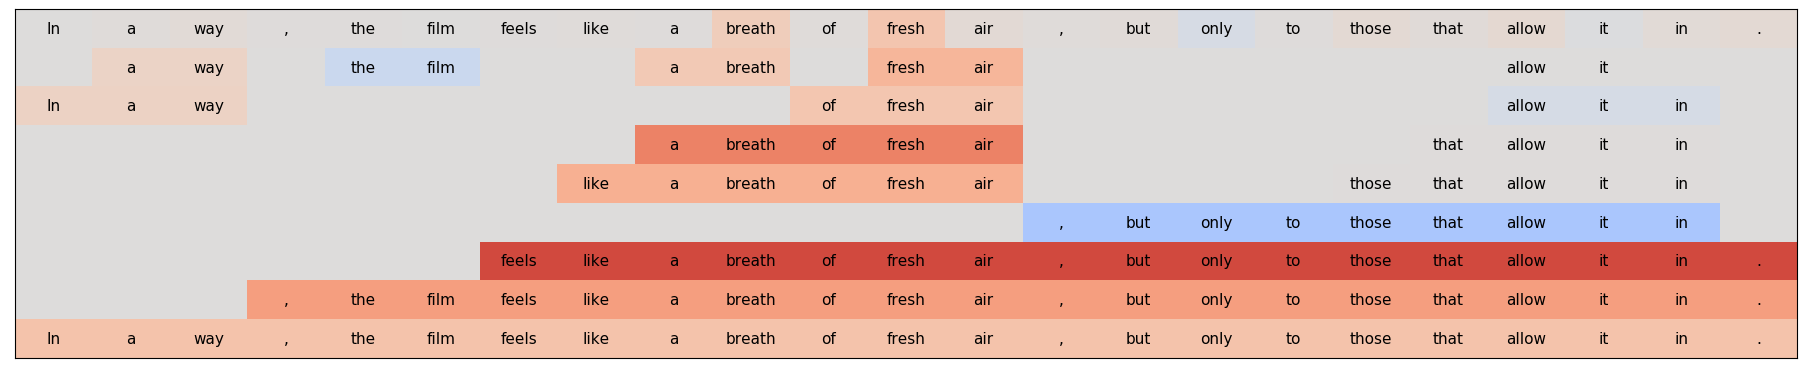 In a way , the film feels like a breath of fresh air , but only to those that allow it in .
a way the film a breath fresh air allow it
In a way of fresh air allow it in
a breath of fresh air that allow it in
like a breath of fresh air those that allow it in
, but only to those that allow it in
feels like a breath of fresh air , but only to those that allow it in .
, the film feels like a breath of fresh air , but only to those that allow it in .
In a way , the film feels like a breath of fresh air , but only to those that allow it in .